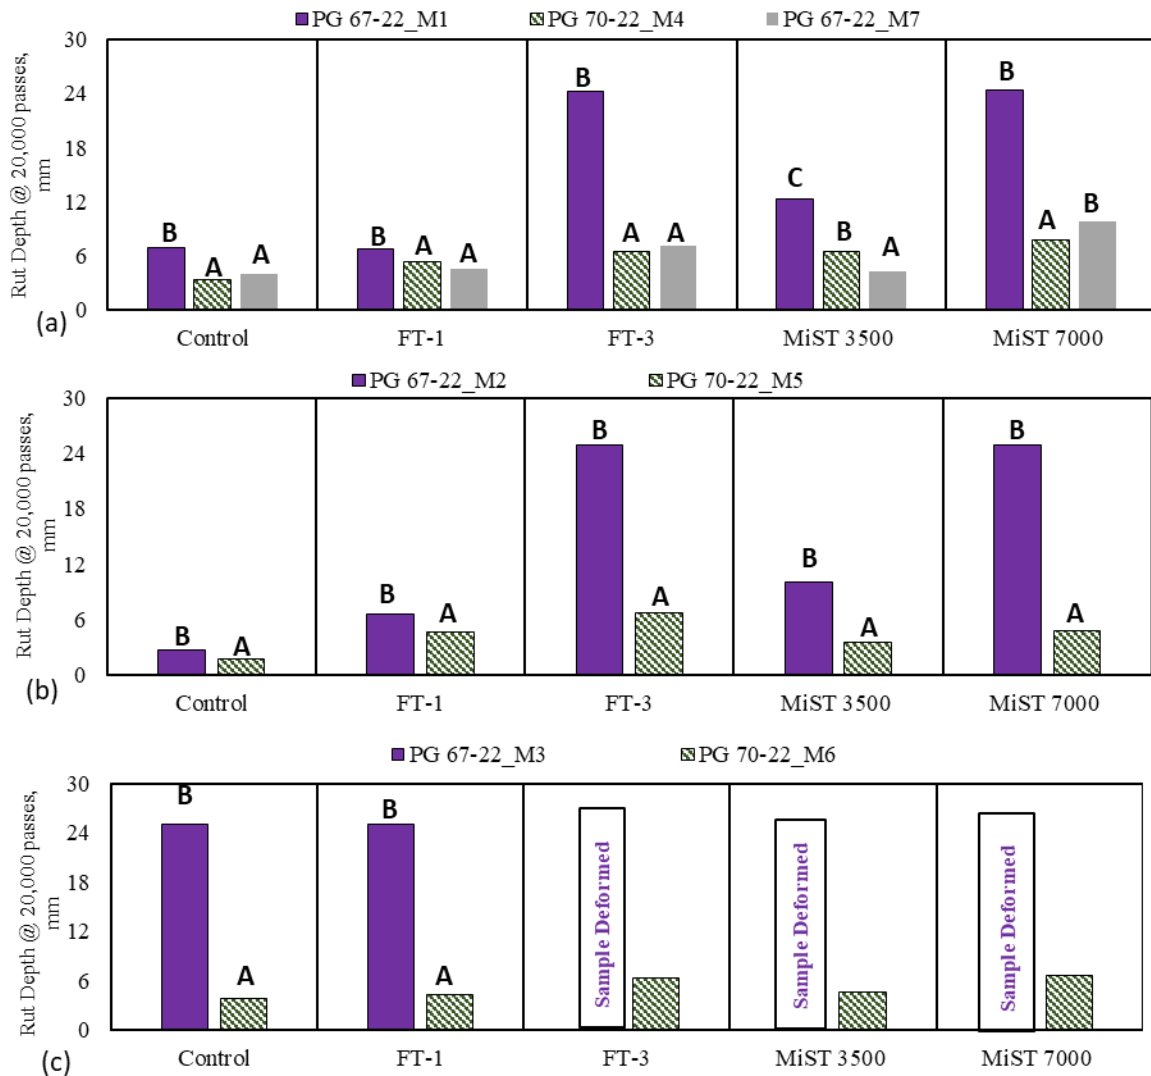 PG 67-22_M1 PG 70-22_M4 PG 67-22_M7
Rut Depth @ 20,000 passes,
mm
30
24
18
12
6
0
B A A
B A A
B A A
C B A
B A B
(a)
Control FT-1 FT-3 MiST 3500 MiST 7000
PG 67-22_M2 PG 70-22_M5
Rut Depth @ 20,000 passes,
mm
30
24
18
12
6
0
B A
B A
B A
B A
B A
(b)
Control FT-1 FT-3 MiST 3500 MiST 7000
PG 67-22_M3 PG 70-22_M6
Rut Depth @ 20,000 passes,
mm
30
24
18
12
6
0
B A
B A
Sample Deformed
Sample Deformed
Sample Deformed
(c)
Control FT-1 FT-3 MiST 3500 MiST 7000